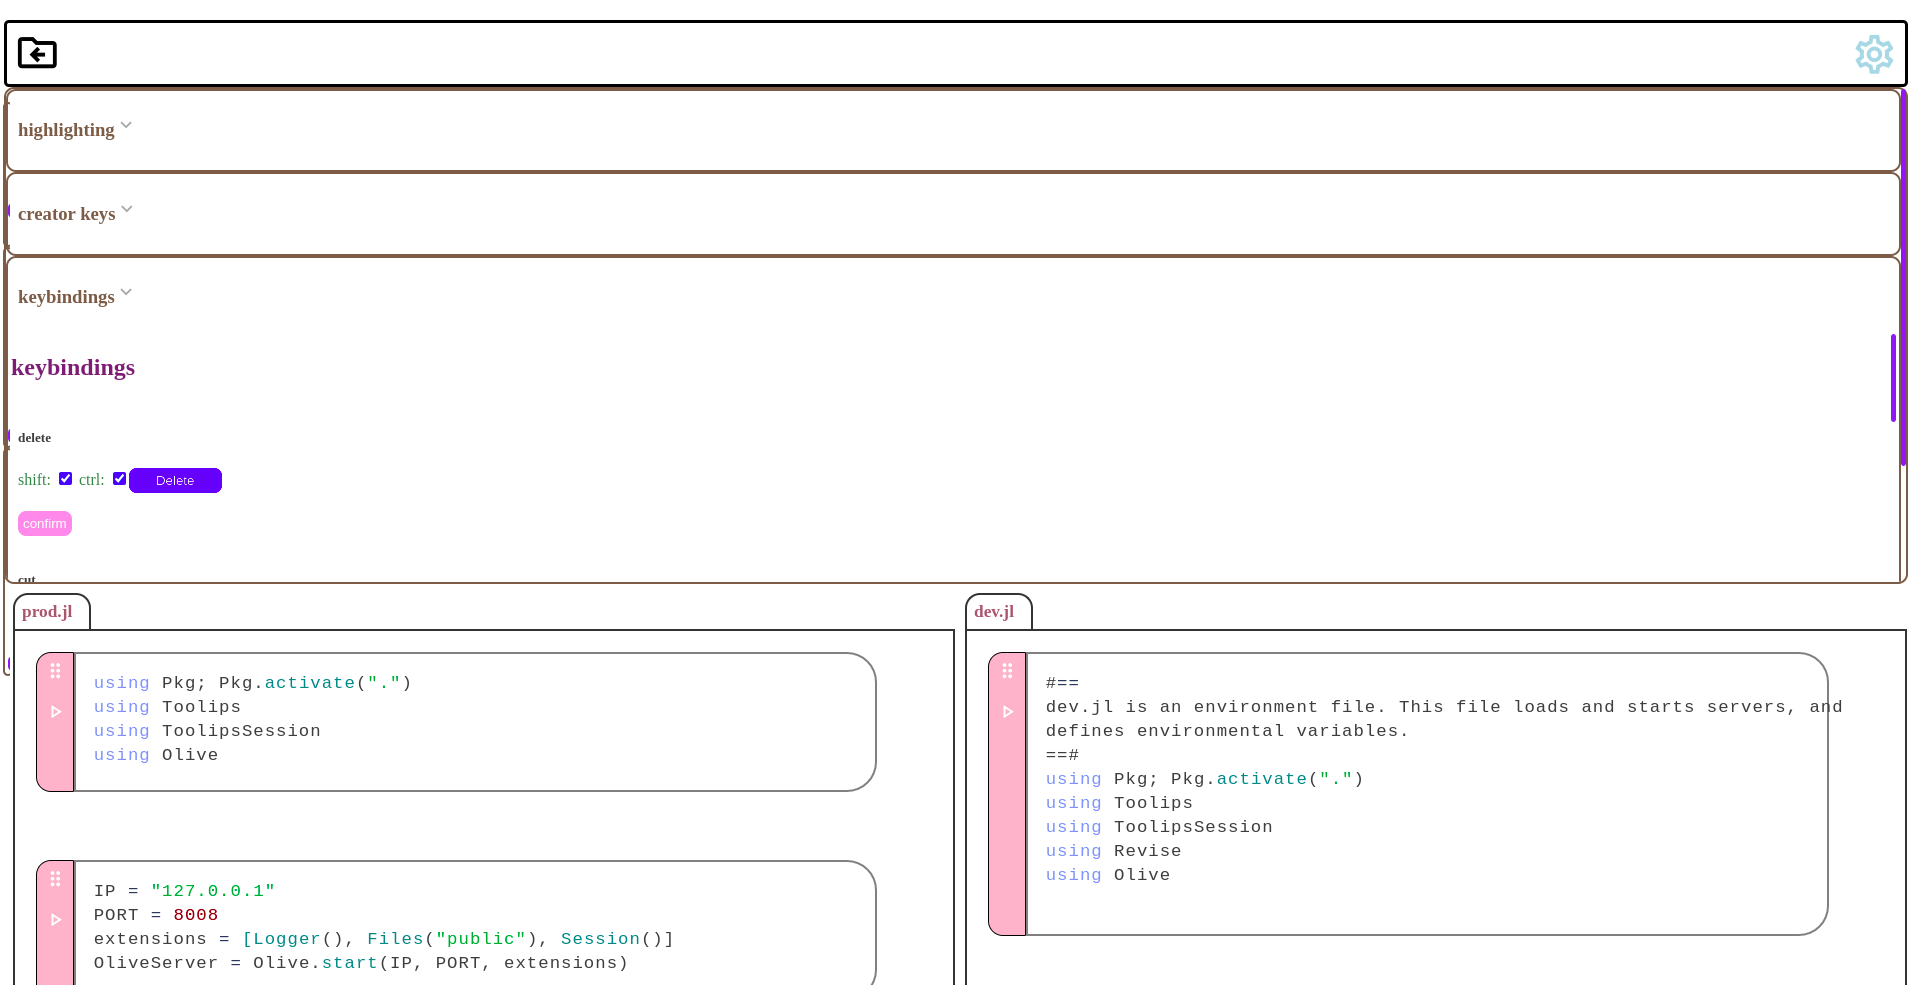 highlighting
creator keys
keybindings
keybindings
delete
shift: ctrl: Delete
confirm
cut
prod.jl
using Pkg; Pkg.activate(".")
using Toolips
using ToolipsSession
using Olive
IP = "127.0.0.1"
PORT = 8008
extensions = [Logger(), Files("public"), Session()]
OliveServer = Olive.start(IP, PORT, extensions)
dev.jl
#==
dev.jl is an environment file. This file loads and starts servers, and
defines environmental variables.
==#
using Pkg; Pkg.activate(".")
using Toolips
using ToolipsSession
using Revise
using Olive